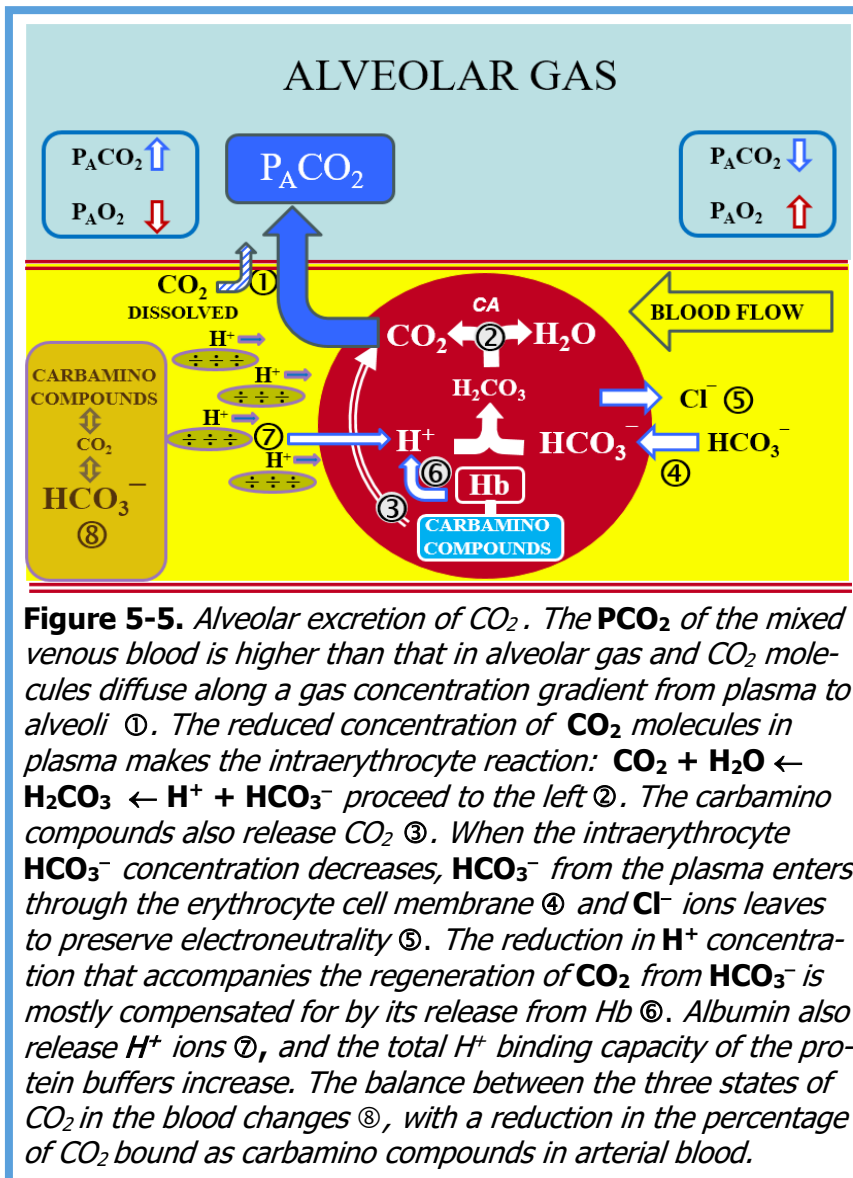 ALVEOLAR GAS
PACO₂
PAO₂
PACO₂
PACO₂
PAO₂
CO₂
DISSOLVED
①
BLOOD FLOW
CA
CO₂ ② H₂O
H₂CO₃
H⁺
÷ ÷ ÷
H⁺
÷ ÷ ÷
H⁺
÷ ÷ ÷
⑦
H⁺
÷ ÷ ÷
CARBAMINO
COMPOUNDS
CO₂
HCO₃⁻
⑧
H⁺ HCO₃⁻
Cl⁻ ⑤
HCO₃⁻
④
⑥
Hb
③
CARBAMINO
COMPOUNDS
Figure 5-5. Alveolar excretion of CO₂ . The PCO₂ of the mixed
venous blood is higher than that in alveolar gas and CO₂ mole-
cules diffuse along a gas concentration gradient from plasma to
alveoli ①. The reduced concentration of CO₂ molecules in
plasma makes the intraerythrocyte reaction: CO₂ + H₂O ←
H₂CO₃ ← H⁺ + HCO₃⁻ proceed to the left ②. The carbamino
compounds also release CO₂ ③. When the intraerythrocyte
HCO₃⁻ concentration decreases, HCO₃⁻ from the plasma enters
through the erythrocyte cell membrane ④ and Cl⁻ ions leaves
to preserve electroneutrality ⑤. The reduction in H⁺ concentra-
tion that accompanies the regeneration of CO₂ from HCO₃⁻ is
mostly compensated for by its release from Hb ⑥. Albumin also
release H⁺ ions ⑦, and the total H⁺ binding capacity of the pro-
tein buffers increase. The balance between the three states of
CO₂ in the blood changes ⑧, with a reduction in the percentage
of CO₂ bound as carbamino compounds in arterial blood.